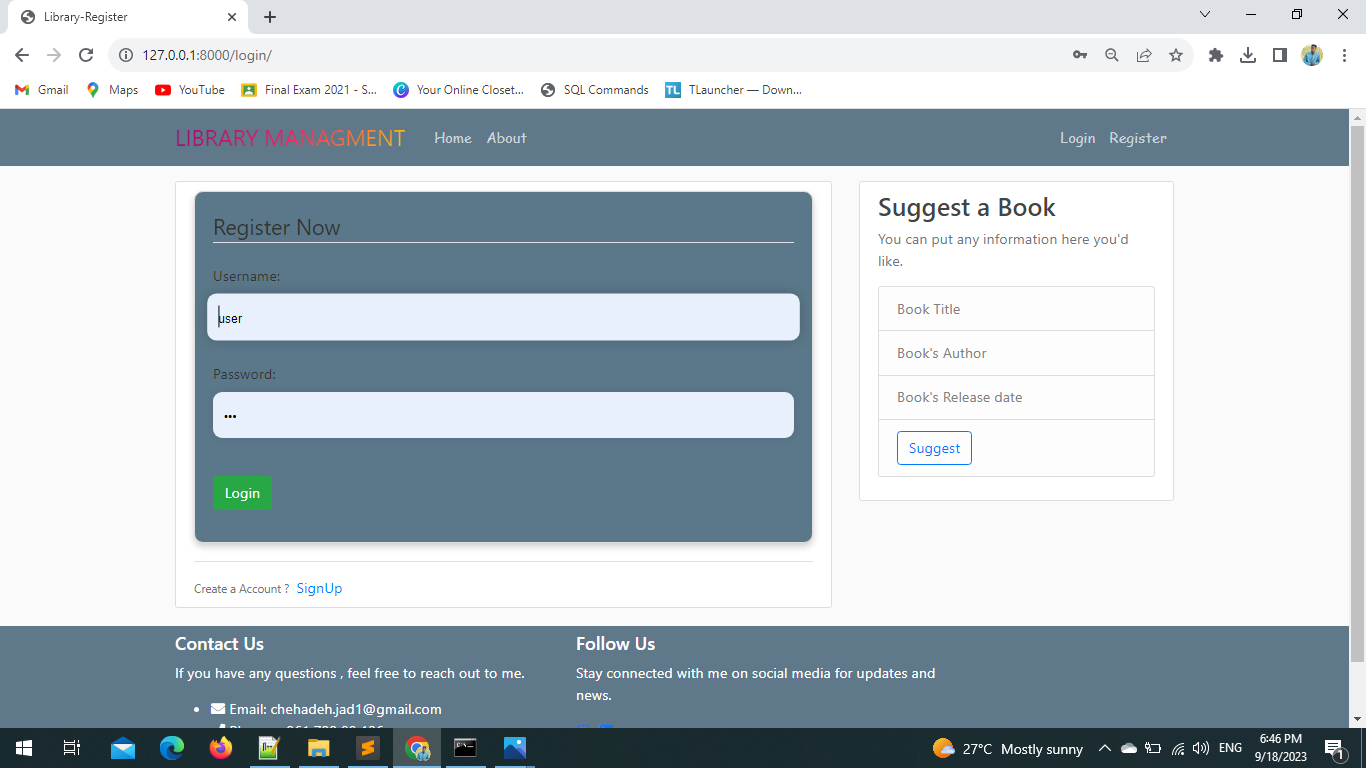 Library-Register
127.0.0.1:8000/login/
Gmail Maps YouTube Final Exam 2021 - S... Your Online Closet... SQL Commands TLauncher — Down...
LIBRARY MANAGMENT Home About Login Register
Register Now
Username:
user
Password:
•••
Login
Create a Account ? SignUp
Suggest a Book
You can put any information here you'd
like.
Book Title
Book's Author
Book's Release date
Suggest
Contact Us
If you have any questions , feel free to reach out to me.
• Email: chehadeh.jad1@gmail.com
Follow Us
Stay connected with me on social media for updates and
news.
27°C Mostly sunny ENG
6:46 PM
9/18/2023
1